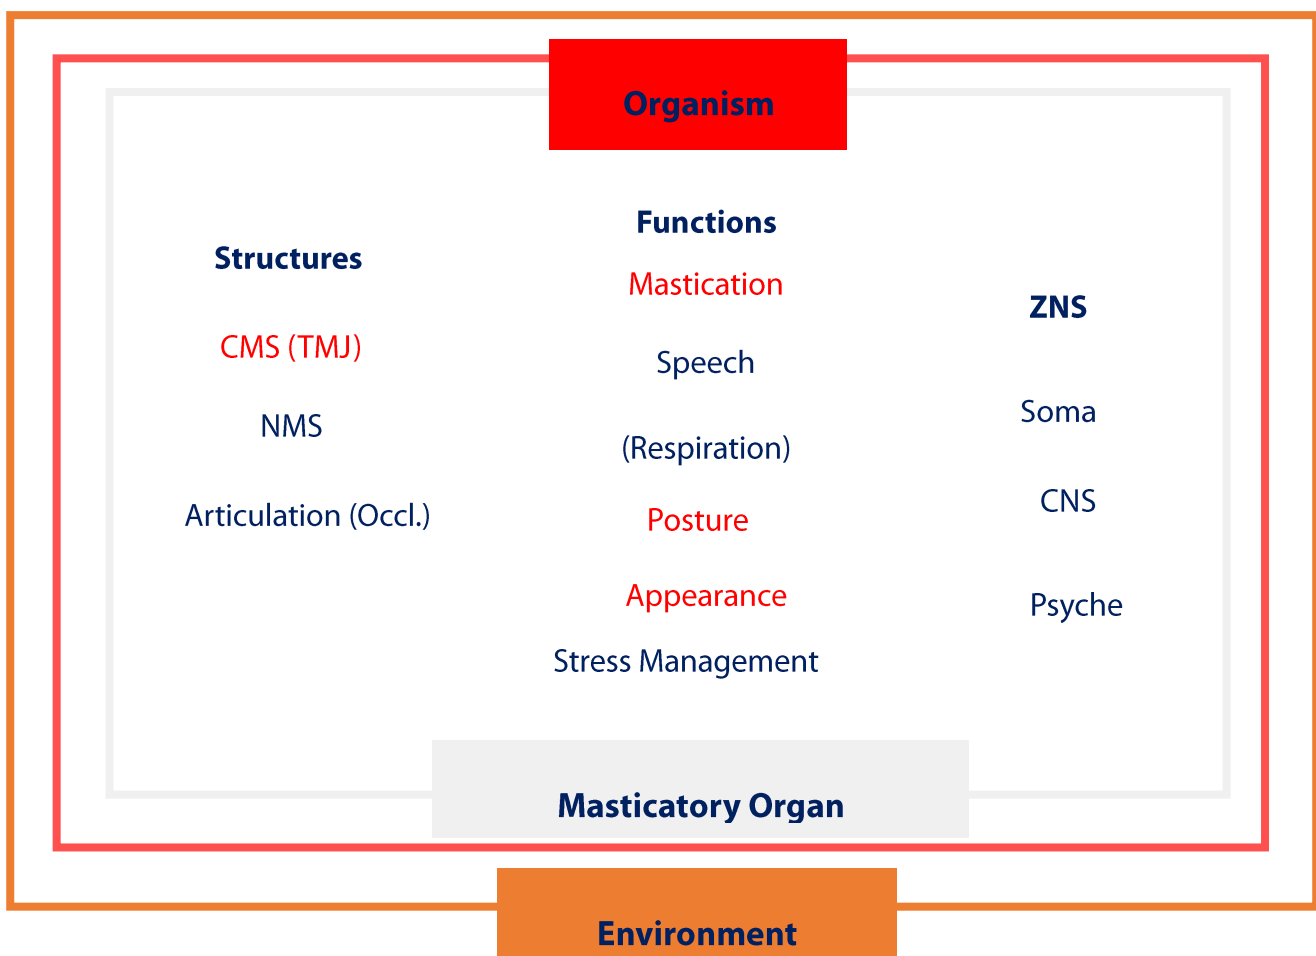 Organism
Structures
CMS (TMJ)
NMS
Articulation (Occl.)
Functions
Mastication
Speech
(Respiration)
Posture
Appearance
Stress Management
ZNS
Soma
CNS
Psyche
Masticatory Organ
Environment